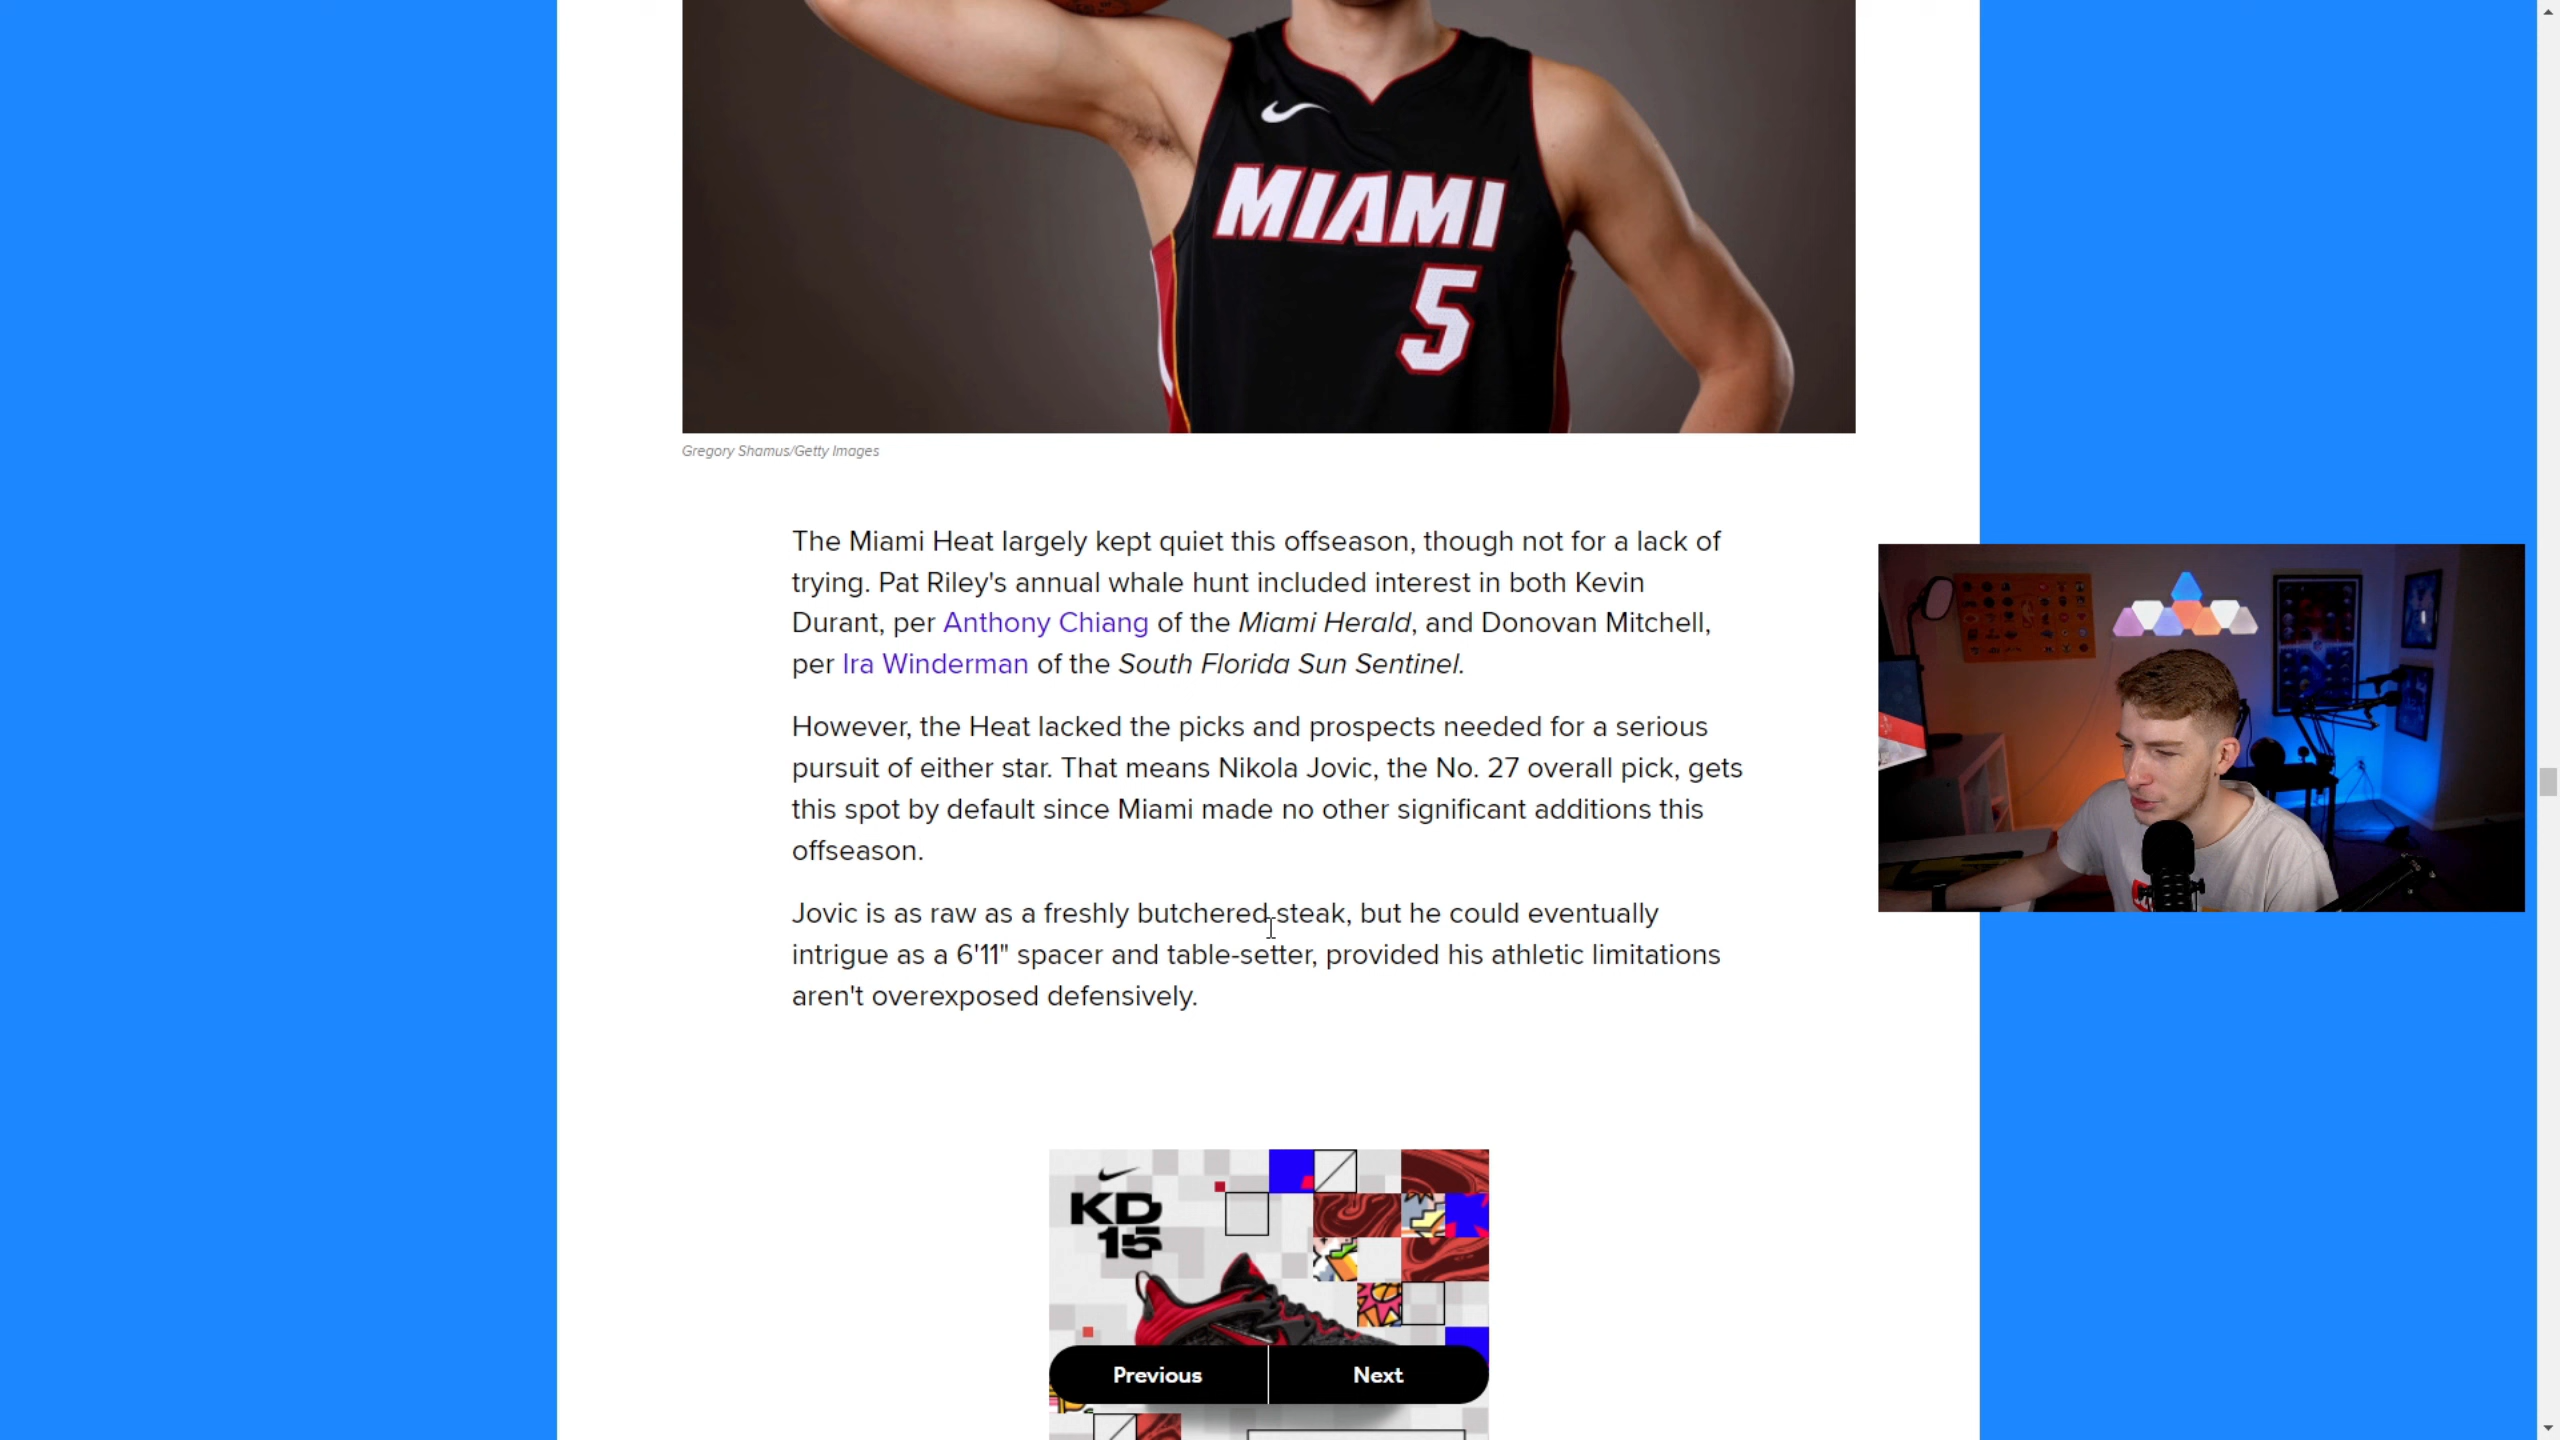 MIAMI
5
Gregory Shamus/Getty Images
The Miami Heat largely kept quiet this offseason, though not for a lack of
trying. Pat Riley's annual whale hunt included interest in both Kevin
Durant, per Anthony Chiang of the Miami Herald, and Donovan Mitchell,
per Ira Winderman of the South Florida Sun Sentinel.
However, the Heat lacked the picks and prospects needed for a serious
pursuit of either star. That means Nikola Jovic, the No. 27 overall pick, gets
this spot by default since Miami made no other significant additions this
offseason.
Jovic is as raw as a freshly butchered steak, but he could eventually
intrigue as a 6'11" spacer and table-setter, provided his athletic limitations
aren't overexposed defensively.
KD
15
Previous
Next